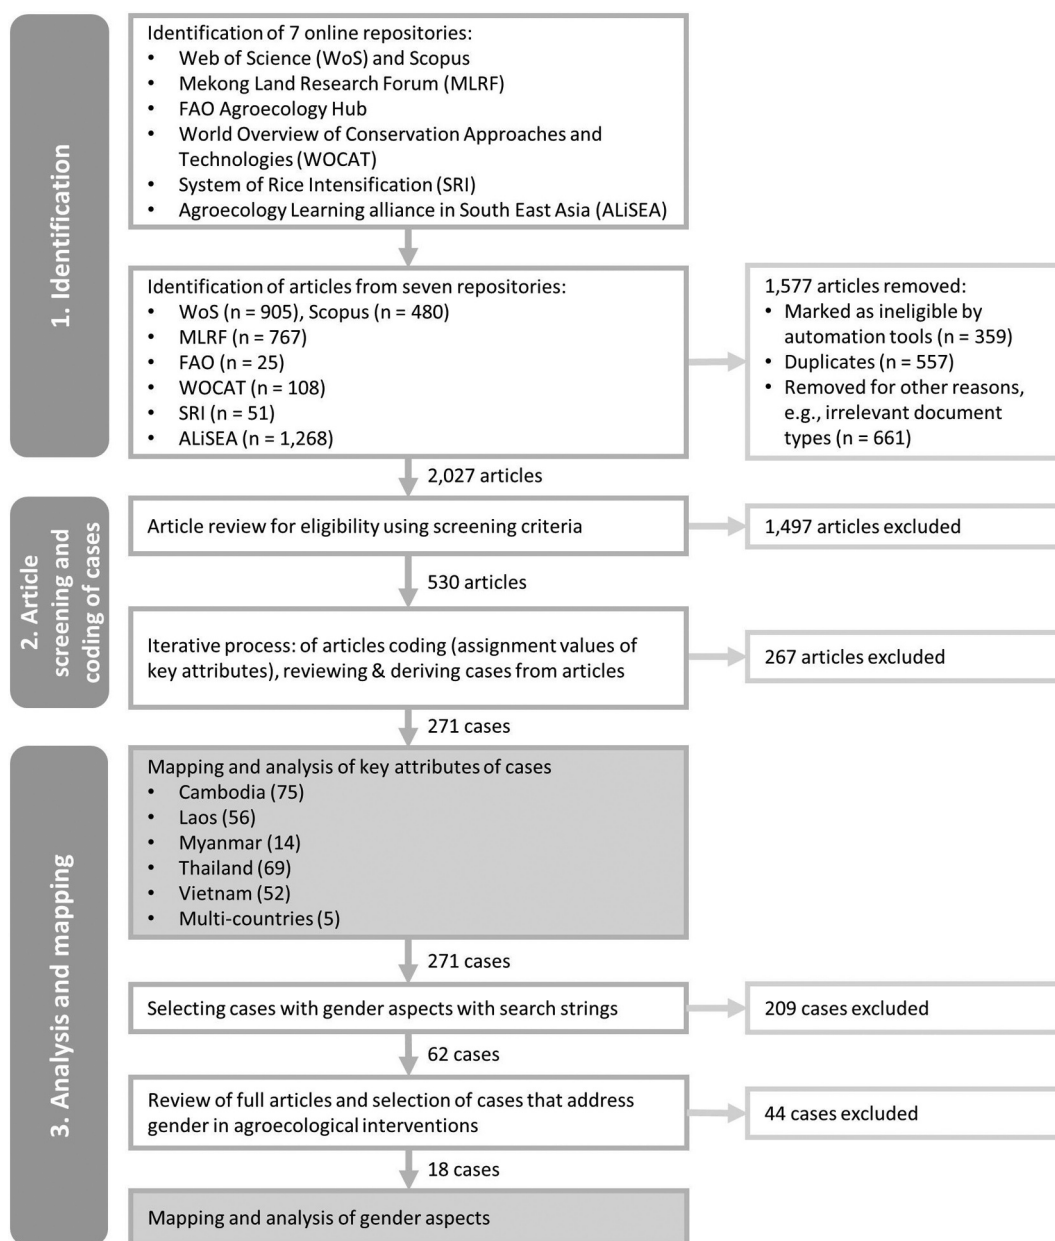 1. Identification
Identification of 7 online repositories:
• Web of Science (WoS) and Scopus
• Mekong Land Research Forum (MLRF)
• FAO Agroecology Hub
• World Overview of Conservation Approaches and
Technologies (WOCAT)
• System of Rice Intensification (SRI)
• Agroecology Learning alliance in South East Asia (ALiSEA)
Identification of articles from seven repositories:
• WoS (n = 905), Scopus (n = 480)
• MLRF (n = 767)
• FAO (n = 25)
• WOCAT (n = 108)
• SRI (n = 51)
• ALiSEA (n = 1,268)
1,577 articles removed:
• Marked as ineligible by
automation tools (n = 359)
• Duplicates (n = 557)
• Removed for other reasons,
e.g., irrelevant document
types (n = 661)
2,027 articles
2. Article
screening and
coding of cases
Article review for eligibility using screening criteria
1,497 articles excluded
530 articles
Iterative process: of articles coding (assignment values of
key attributes), reviewing & deriving cases from articles
267 articles excluded
271 cases
3. Analysis and mapping
Mapping and analysis of key attributes of cases
• Cambodia (75)
• Laos (56)
• Myanmar (14)
• Thailand (69)
• Vietnam (52)
• Multi-countries (5)
271 cases
Selecting cases with gender aspects with search strings
209 cases excluded
62 cases
Review of full articles and selection of cases that address
gender in agroecological interventions
44 cases excluded
18 cases
Mapping and analysis of gender aspects